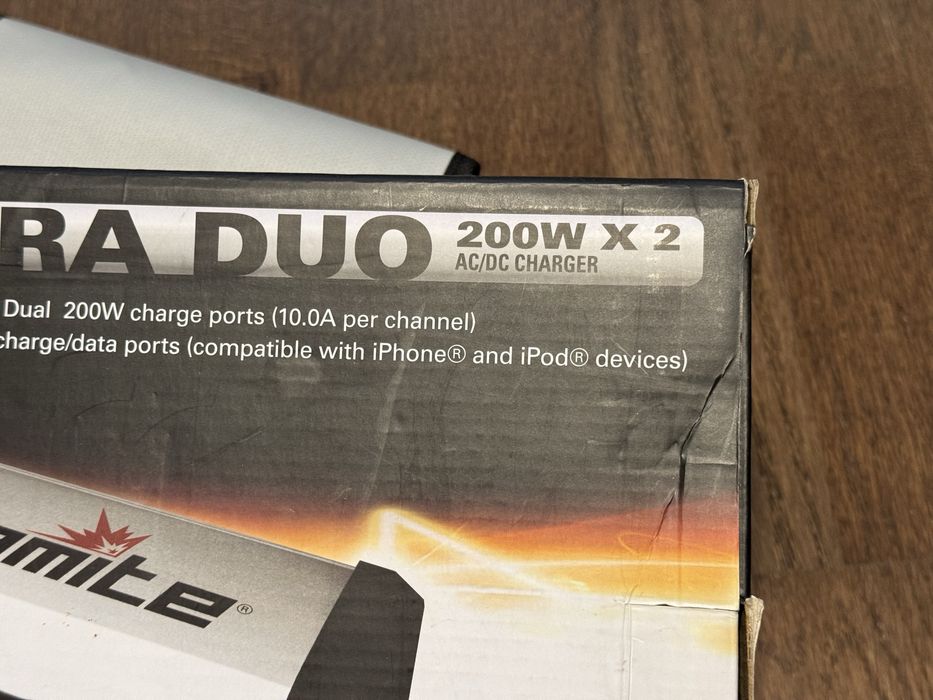 RA DUO 200W X 2
AC/DC CHARGER
Dual 200W charge ports (10.0A per channel)
charge/data ports (compatible with iPhone® and iPod® devices)
amite®